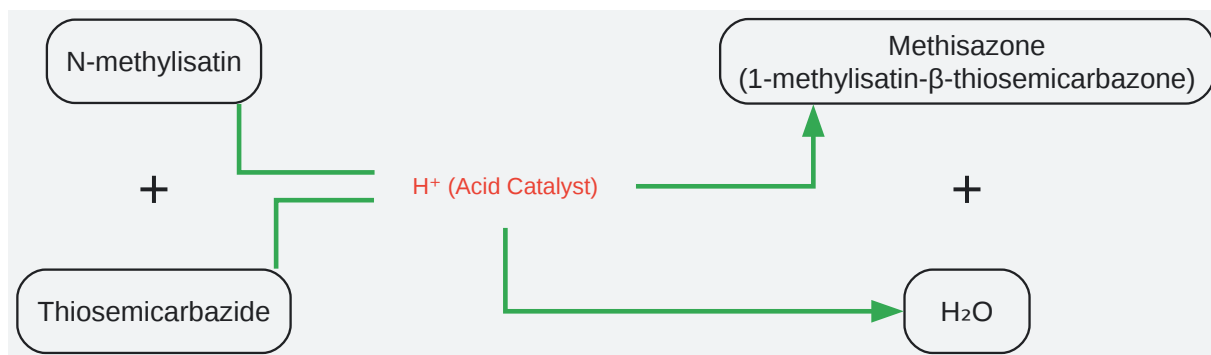 N-methylisatin
+
Thiosemicarbazide
H⁺ (Acid Catalyst)
Methisazone
(1-methylisatin-β-thiosemicarbazone)
+
H₂O